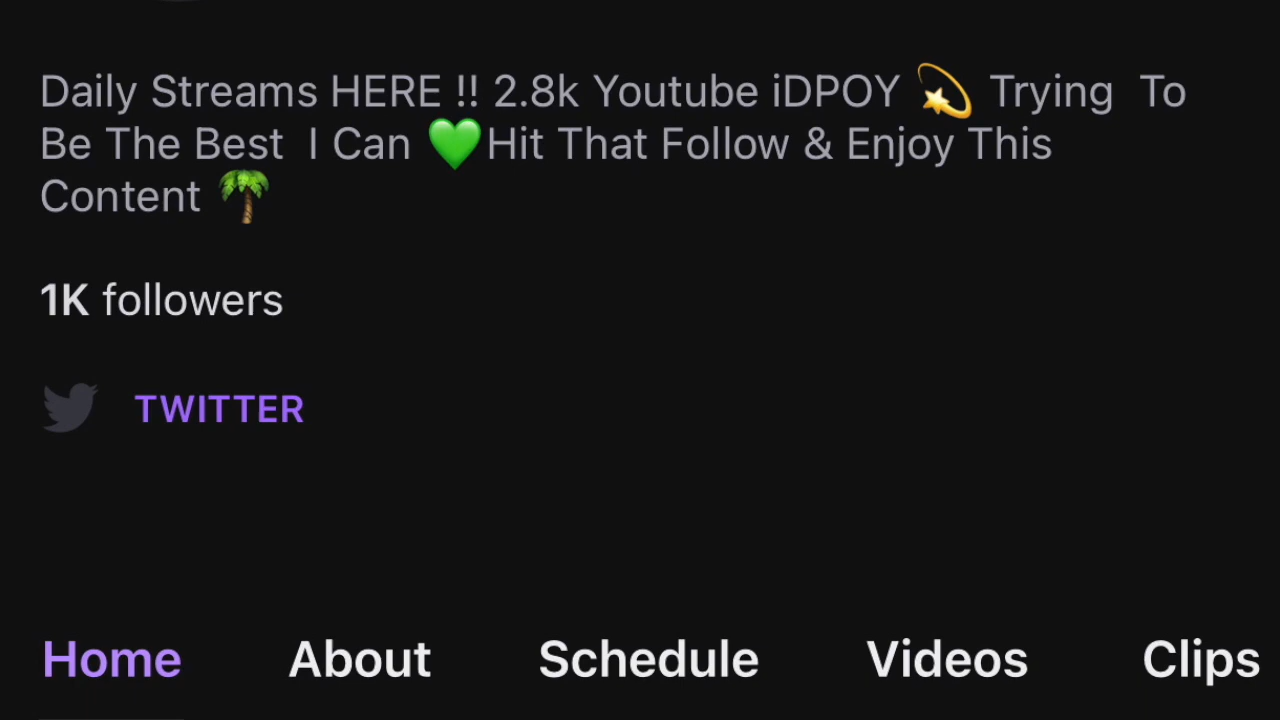 Daily Streams HERE !! 2.8k Youtube iDPOY 💫 Trying  To
Be The Best  I Can 💚Hit That Follow & Enjoy This
Content 🌴
1K followers
TWITTER
Home About Schedule Videos Clips